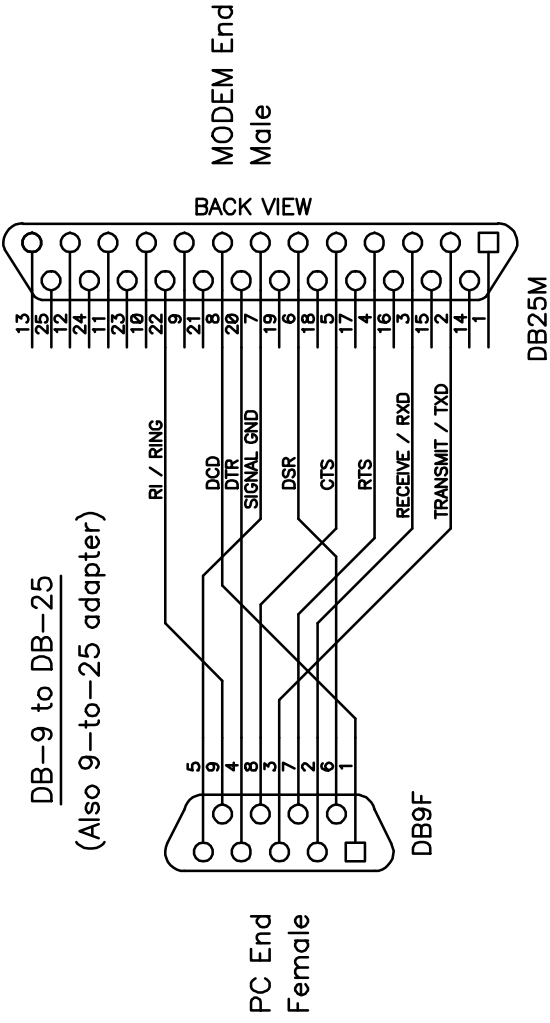 DB-9 to DB-25
(Also 9-to-25 adapter)
PC End
Female
DB9F
5
9
4
8
3
7
2
6
1
RI / RING
DCD
DTR
SIGNAL GND
DSR
CTS
RTS
RECEIVE / RXD
TRANSMIT / TXD
13
25
12
24
11
23
10
22
9
21
8
20
7
19
6
18
5
17
4
16
3
15
2
14
1
BACK VIEW
DB25M
MODEM End
Male